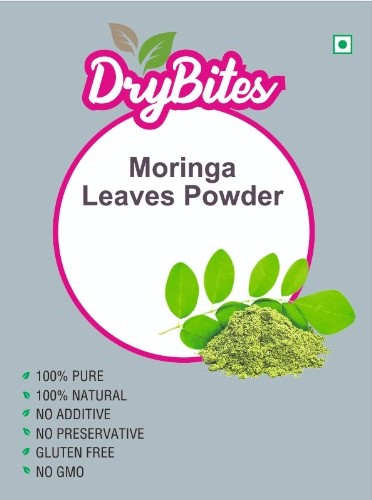 DryBites
Moringa
Leaves Powder
100% PURE
100% NATURAL
NO ADDITIVE
NO PRESERVATIVE
GLUTEN FREE
NO GMO